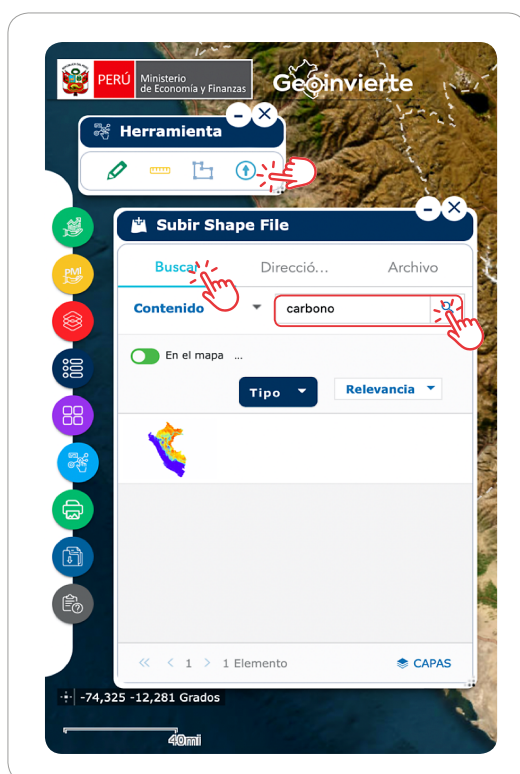 PERÚ
Ministerio
de Economía y Finanzas
Geoinvierte
Herramienta
Subir Shape File
Buscar
Direcció...
Archivo
PMI
Contenido
carbono
En el mapa ...
Tipo
Relevancia
1
1 Elemento
CAPAS
-74,325 -12,281 Grados
40mi